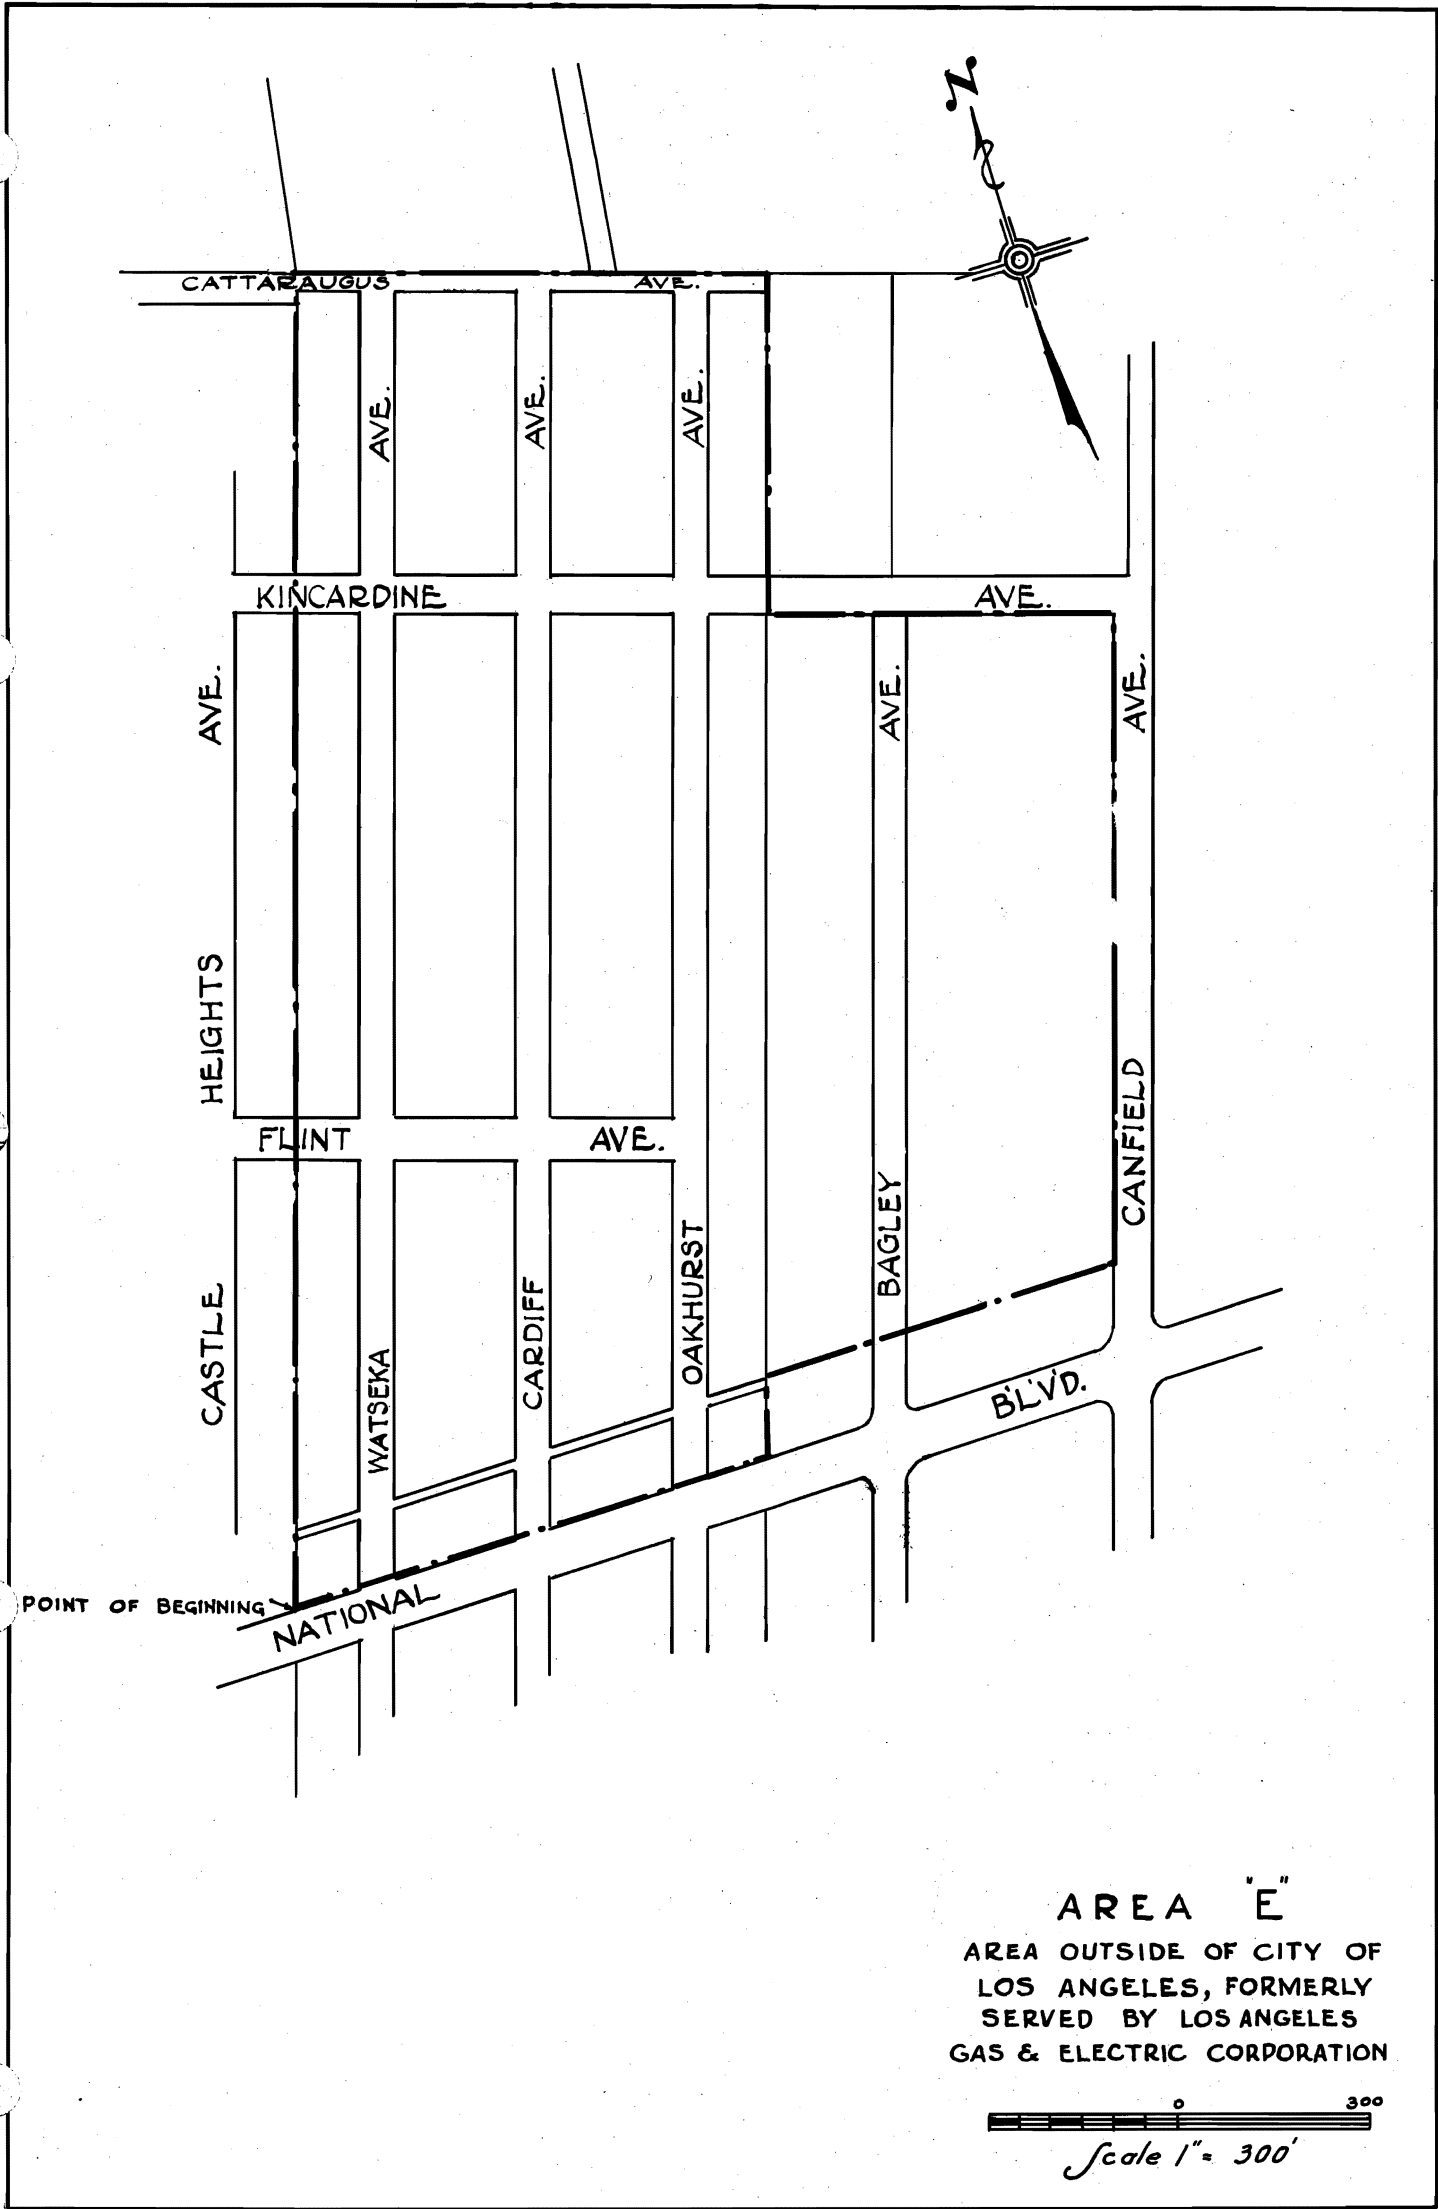 N
CATTARAUGUS AVE.
AVE.
AVE.
AVE.
KINCARDINE AVE.
CASTLE HEIGHTS AVE.
AVE.
AVE.
FLINT AVE.
WATSEKA
CARDIFF
OAKHURST
BAGLEY
CANFIELD
NATIONAL BLVD.
POINT OF BEGINNING
AREA "E"
AREA OUTSIDE OF CITY OF
LOS ANGELES, FORMERLY
SERVED BY LOS ANGELES
GAS & ELECTRIC CORPORATION
0 300
Scale 1" = 300'